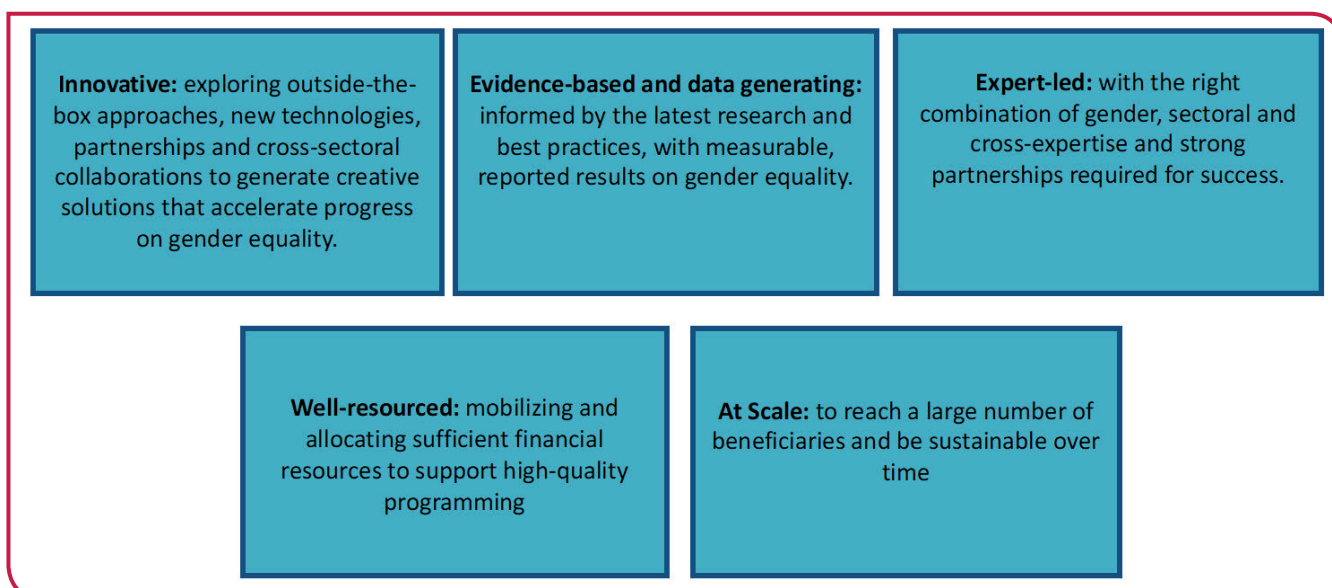 Innovative: exploring outside-the-
box approaches, new technologies,
partnerships and cross-sectoral
collaborations to generate creative
solutions that accelerate progress
on gender equality.
Evidence-based and data generating:
informed by the latest research and
best practices, with measurable,
reported results on gender equality.
Expert-led: with the right
combination of gender, sectoral and
cross-expertise and strong
partnerships required for success.
Well-resourced: mobilizing and
allocating sufficient financial
resources to support high-quality
programming
At Scale: to reach a large number of
beneficiaries and be sustainable over
time